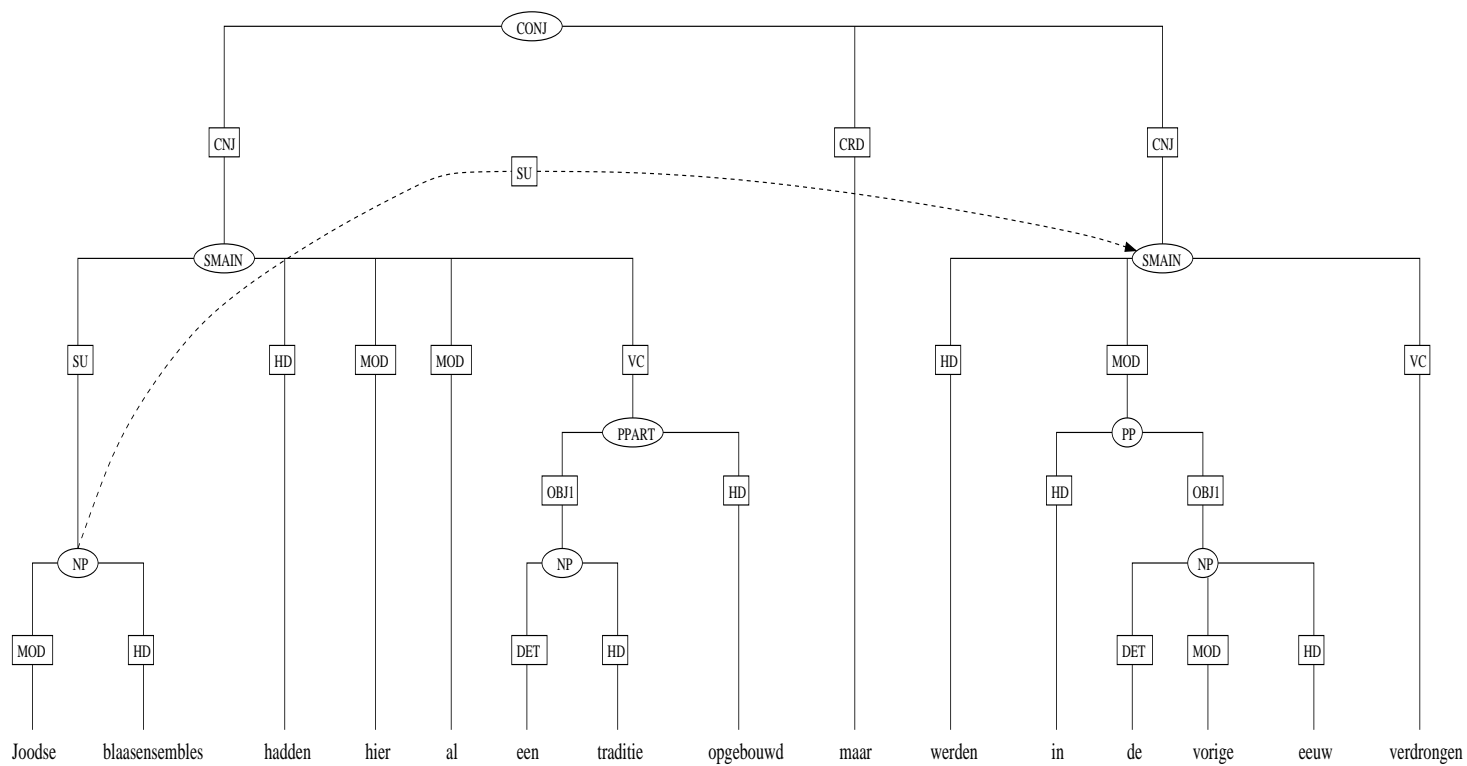 CONJ
CNJ CRD CNJ
SU
SMAIN SMAIN
SU HD MOD MOD VC HD MOD VC
PPART PP
OBJ1 HD HD OBJ1
NP NP NP
MOD HD DET HD DET MOD HD
Joodse blaasensembles hadden hier al een traditie opgebouwd maar werden in de vorige eeuw verdrongen